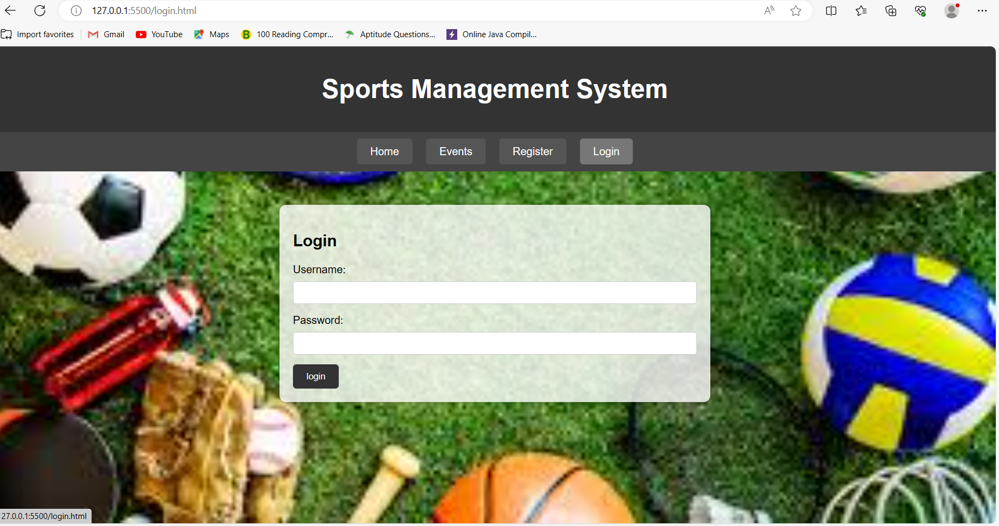 127.0.0.1:5500/login.html
Import favorites Gmail YouTube Maps 100 Reading Compr... Aptitude Questions... Online Java Compil...
Sports Management System
Home Events Register Login
Login
Username:
Password:
login
27.0.0.1:5500/login.html